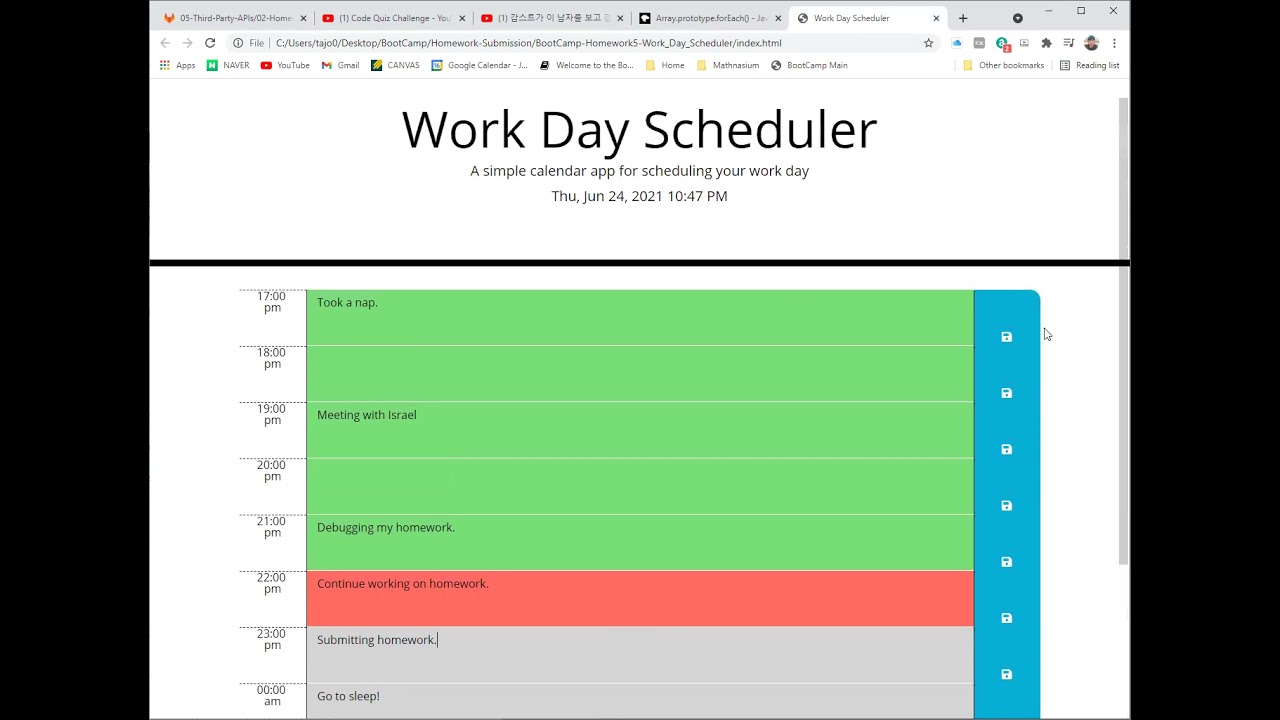 05-Third-Party-APIs/02-Home
(1) Code Quiz Challenge - You
(1) 감스트가 이 남자를 보고
Array.prototype.forEach() - Jav
Work Day Scheduler
File
C:/Users/tajo0/Desktop/BootCamp/Homework-Submission/BootCamp-Homework5-Work_Day_Scheduler/index.html
Apps
NAVER
YouTube
Gmail
CANVAS
Google Calendar - J...
Welcome to the Bo...
Home
Mathnasium
BootCamp Main
Other bookmarks
Reading list
Work Day Scheduler
A simple calendar app for scheduling your work day
Thu, Jun 24, 2021 10:47 PM
17:00
pm
Took a nap.
18:00
pm
19:00
pm
Meeting with Israel
20:00
pm
21:00
pm
Debugging my homework.
22:00
pm
Continue working on homework.
23:00
pm
Submitting homework.
00:00
am
Go to sleep!